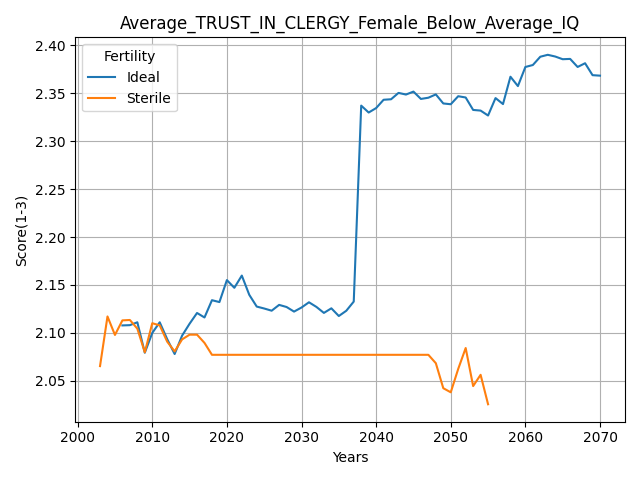 Average_TRUST_IN_CLERGY_Female_Below_Average_IQ
Fertility
Ideal
Sterile
Score(1-3)
2.40
2.35
2.30
2.25
2.20
2.15
2.10
2.05
2000 2010 2020 2030 2040 2050 2060 2070
Years